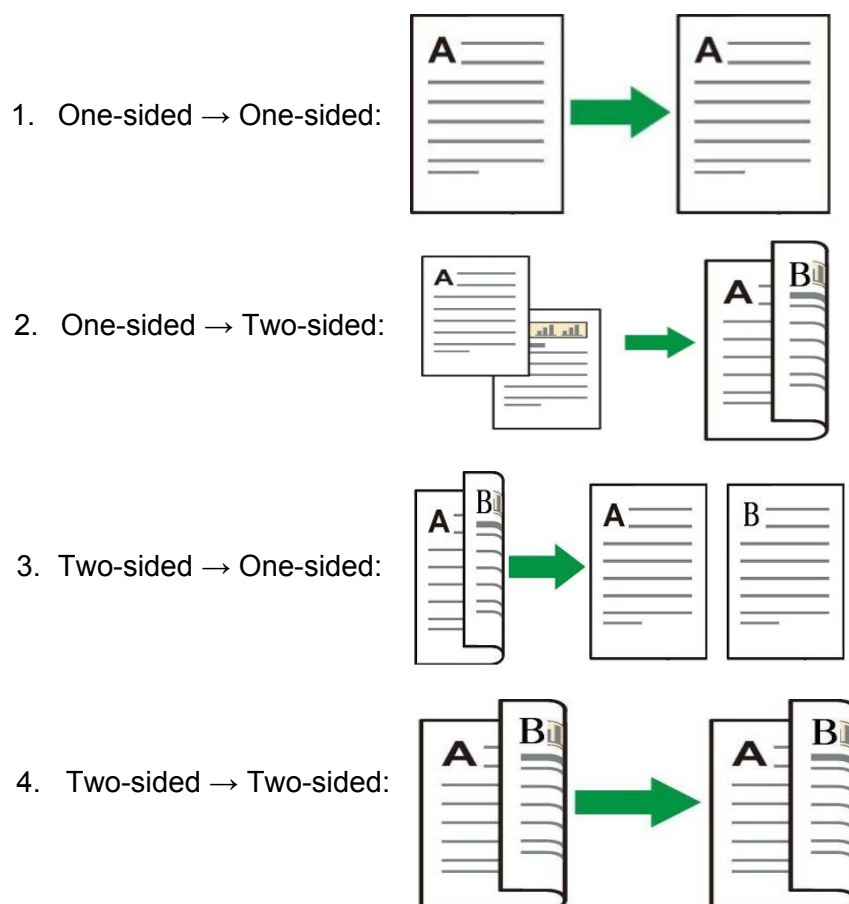 A A
1. One-sided → One-sided:
A A B
2. One-sided → Two-sided:
A B A B
3. Two-sided → One-sided:
A B A B
4. Two-sided → Two-sided: